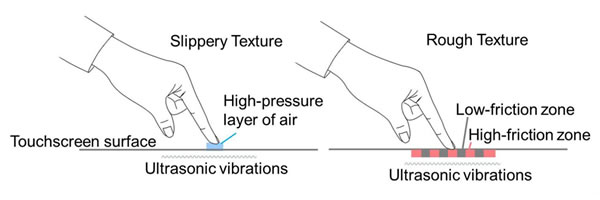 Slippery Texture
High-pressure
layer of air
Touchscreen surface
Ultrasonic vibrations
Rough Texture
Low-friction zone
High-friction zone
Ultrasonic vibrations